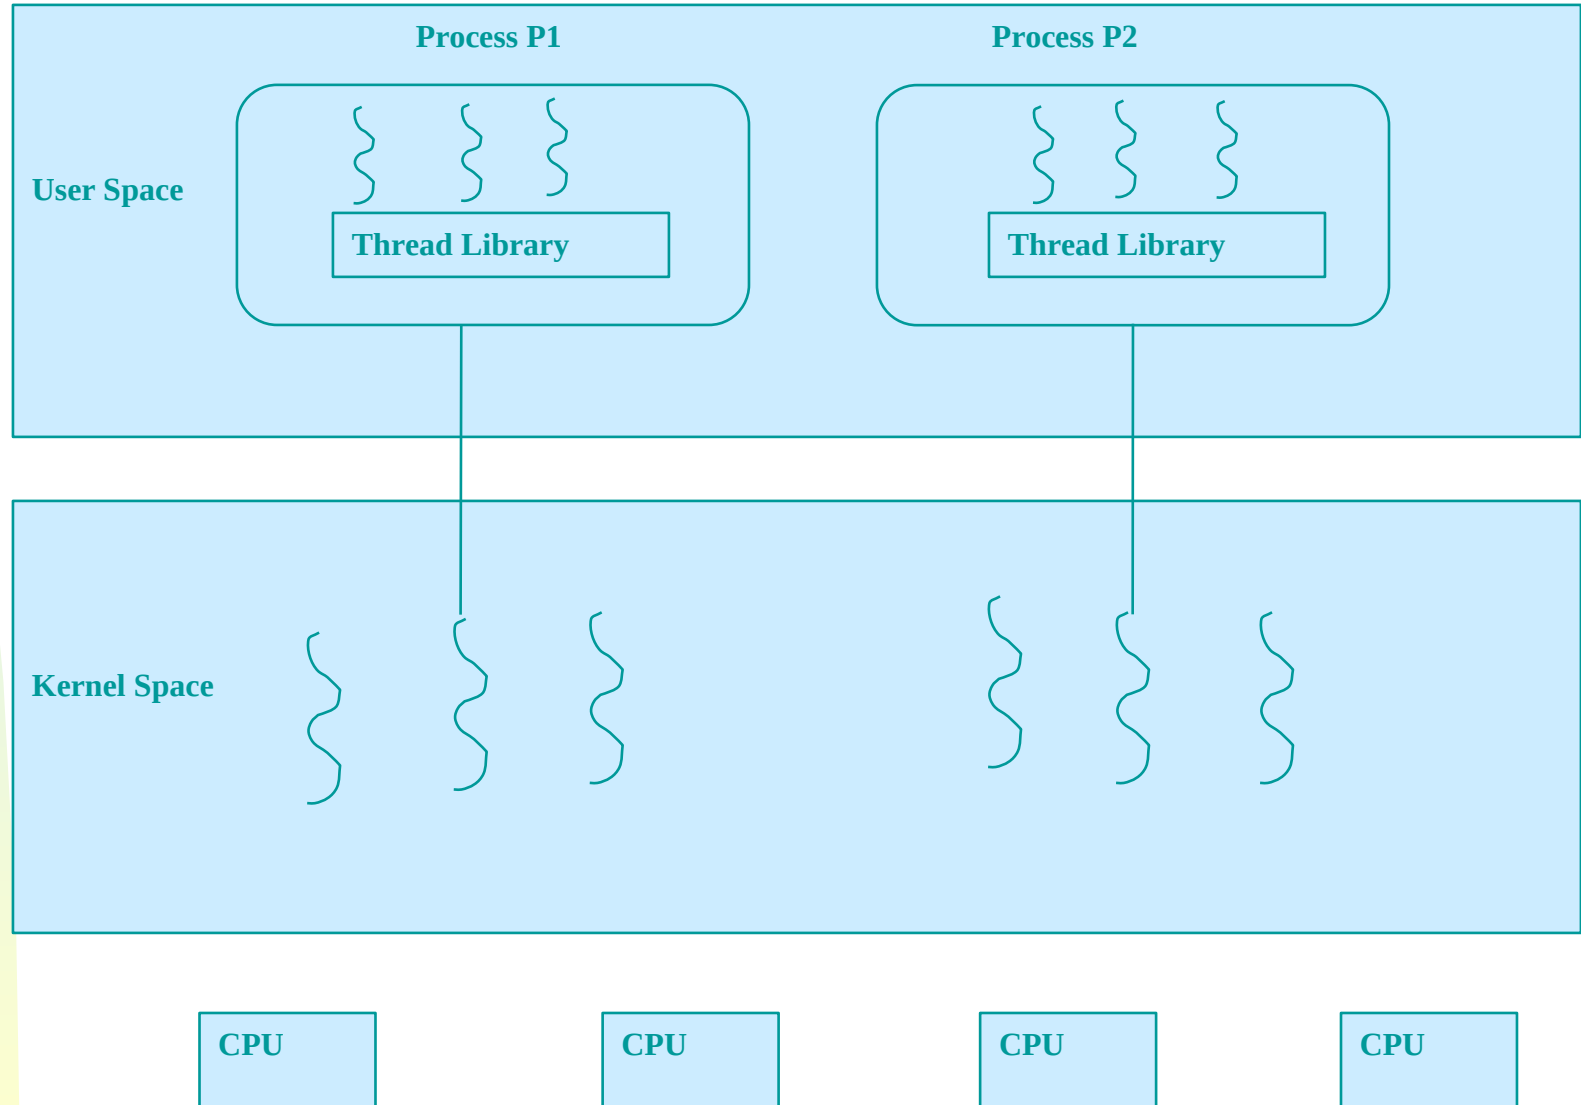 Process P1
Process P2
User Space
Thread Library
Thread Library
Kernel Space
CPU
CPU
CPU
CPU